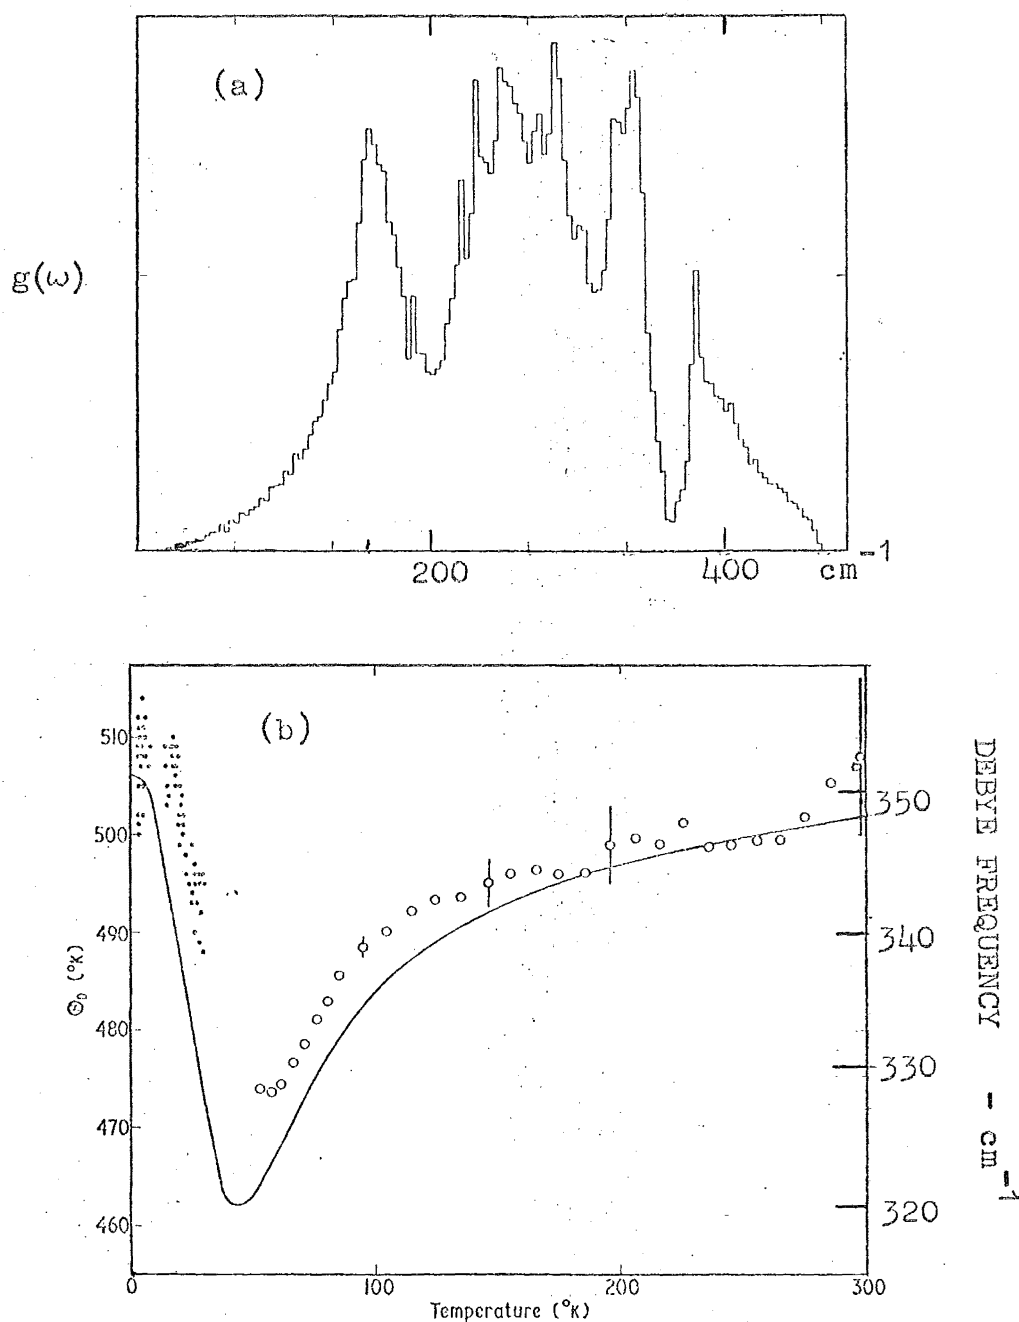 (a)
g(ω)
200 400 cm⁻¹
(b)
510
500
490
480
470
460
Θ_D (°K)
0 100 200 300
Temperature (°K)
350
340
330
320
DEBYE FREQUENCY - cm⁻¹